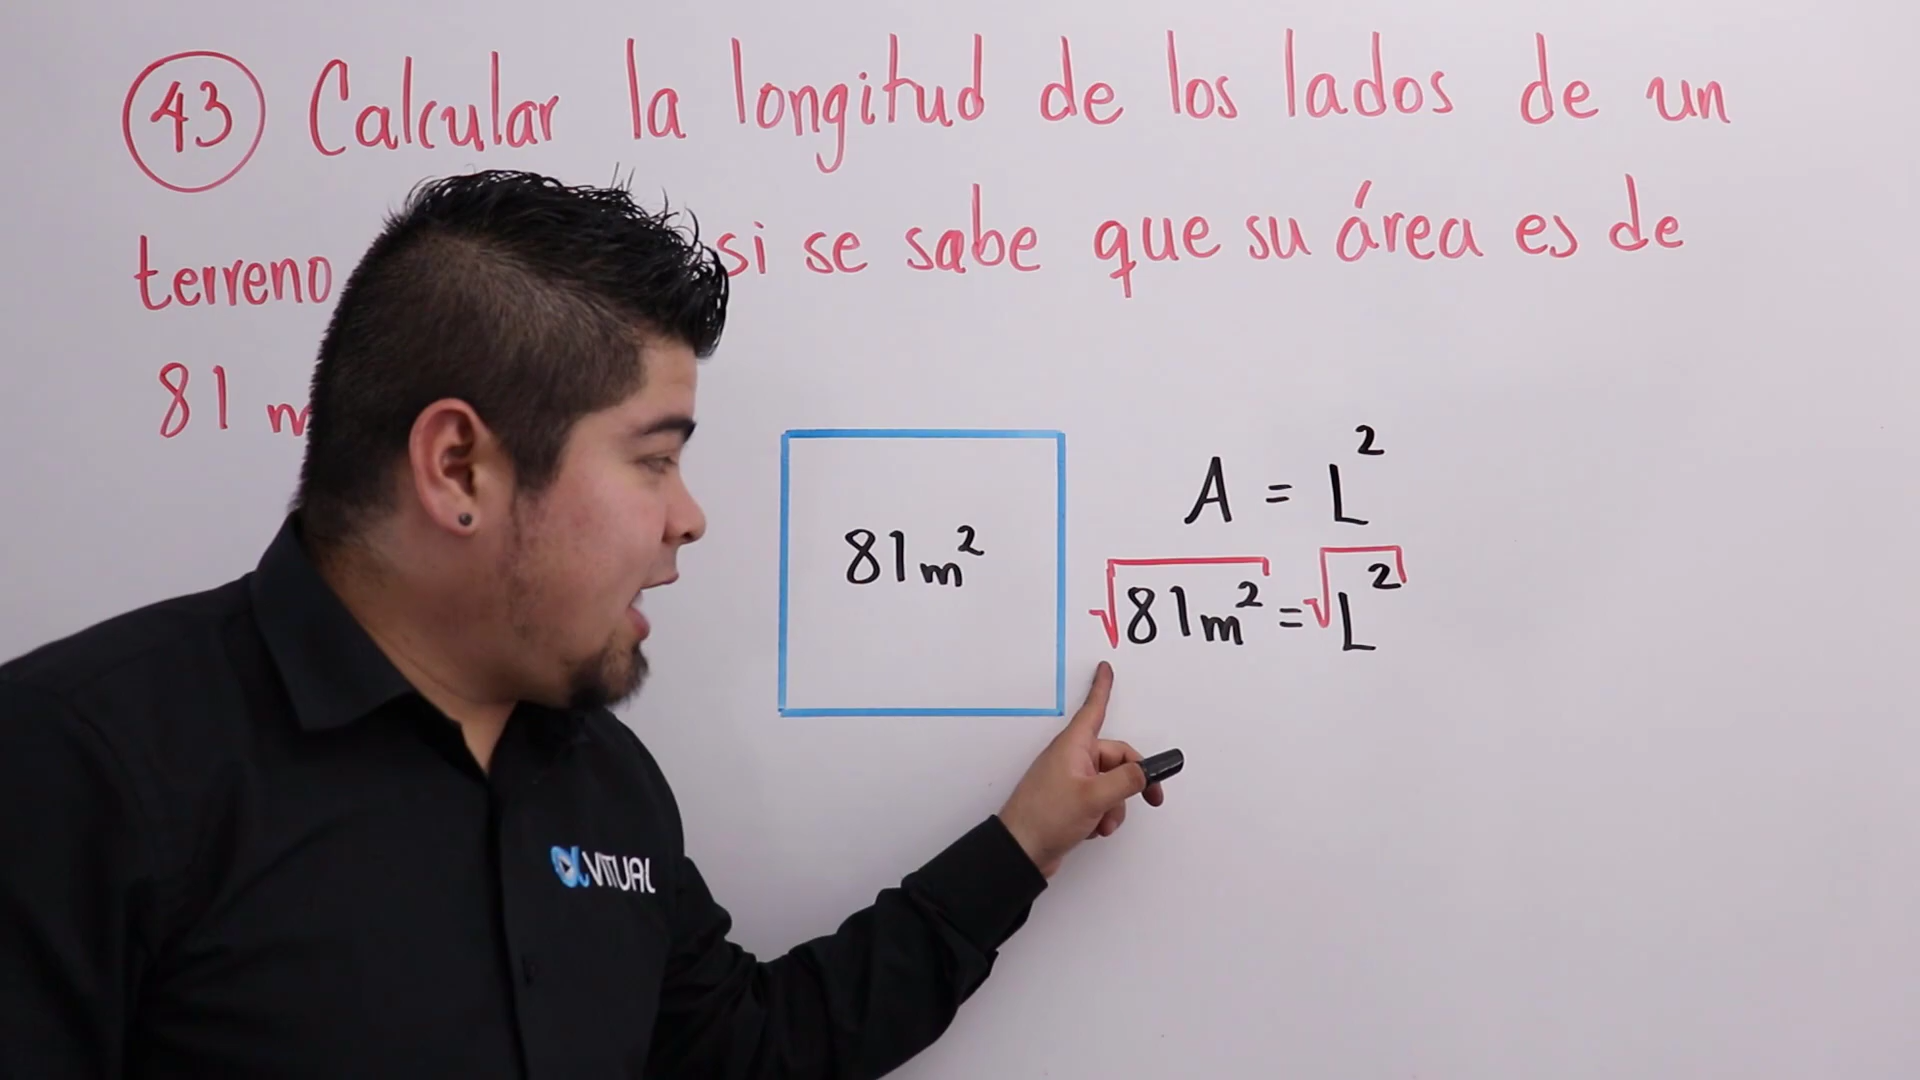 43 Calcular la longitud de los lados de un
terreno si se sabe que su área es de
81
81m²
A = L²
√81m² = √L²
VITUAL